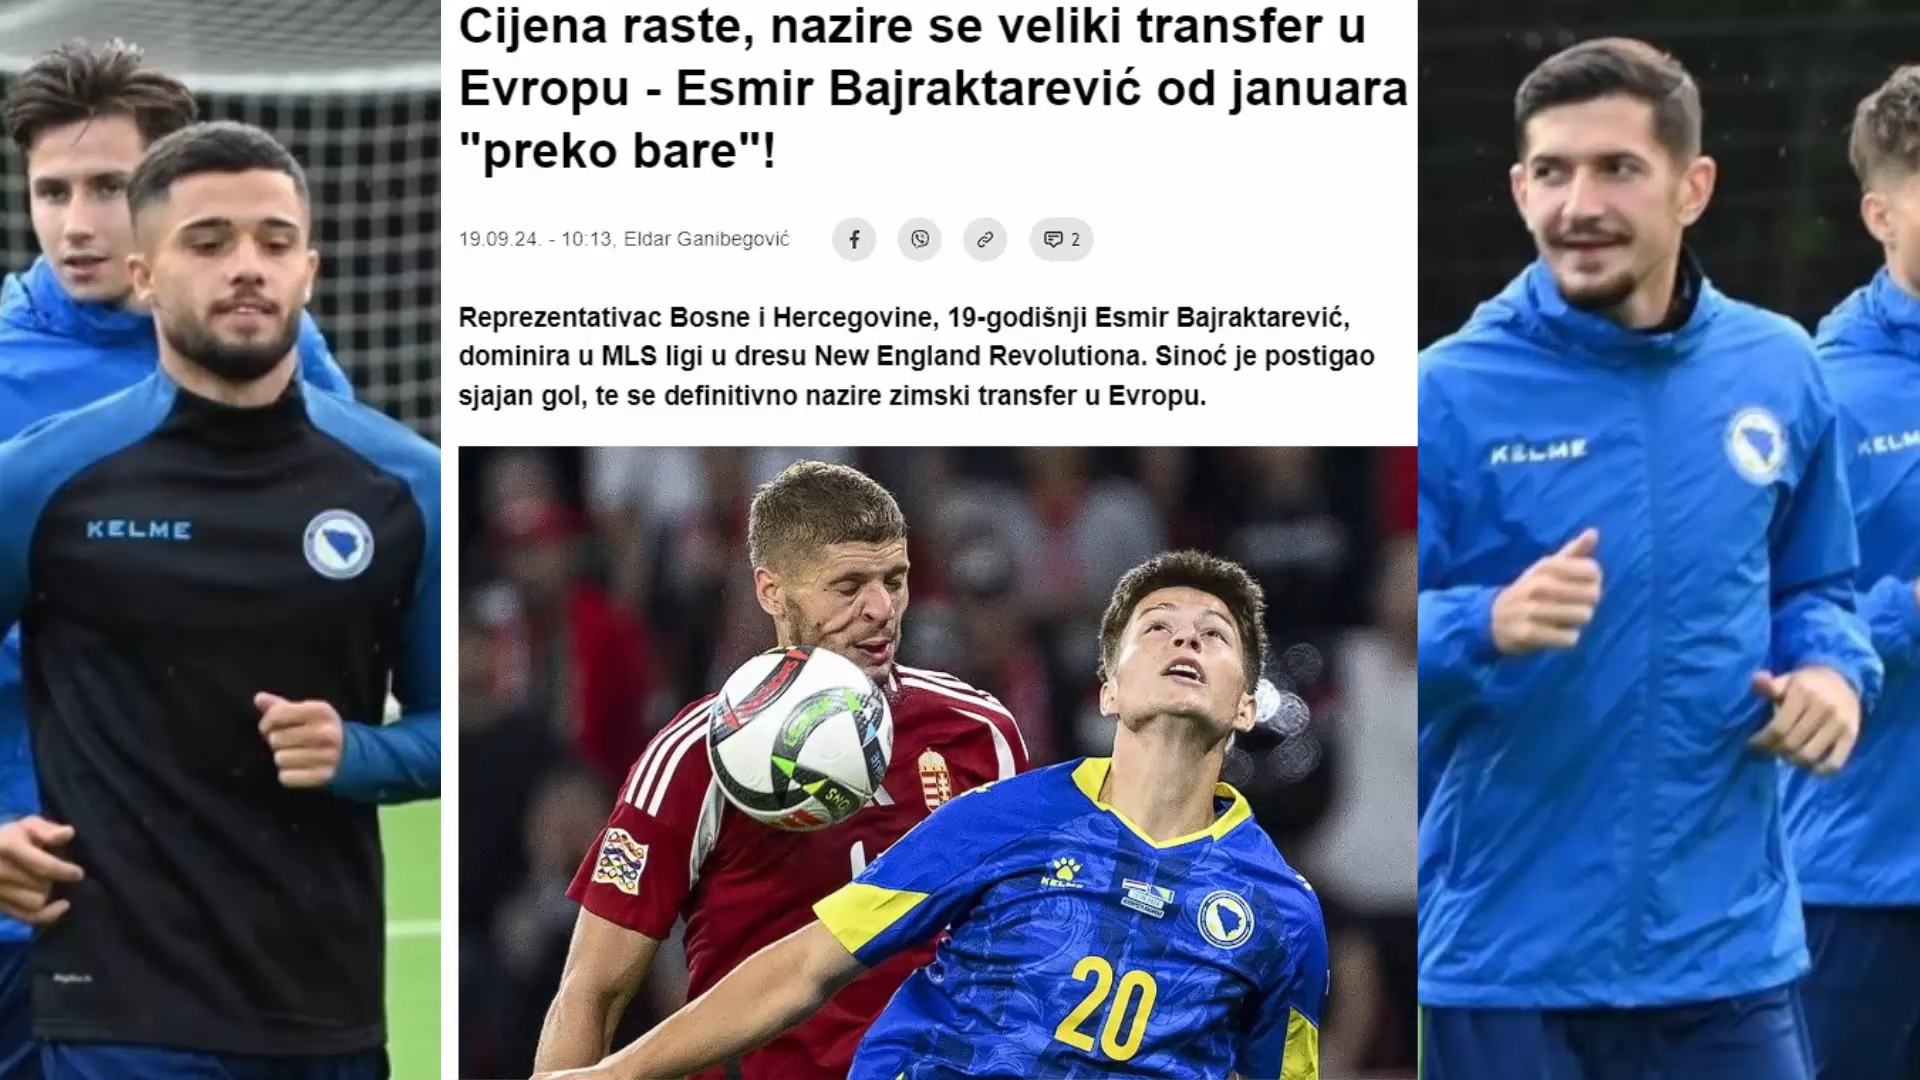 Cijena raste, nazire se veliki transfer u
Evropu - Esmir Bajraktarević od januara
"preko bare"!
19.09.24. - 10:13, Eldar Ganibegović
2
Reprezentativac Bosne i Hercegovine, 19-godišnji Esmir Bajraktarević,
dominira u MLS ligi u dresu New England Revolutiona. Sinoć je postigao
sjajan gol, te se definitivno nazire zimski transfer u Evropu.
KELME
KELME
KELM
KELME
20